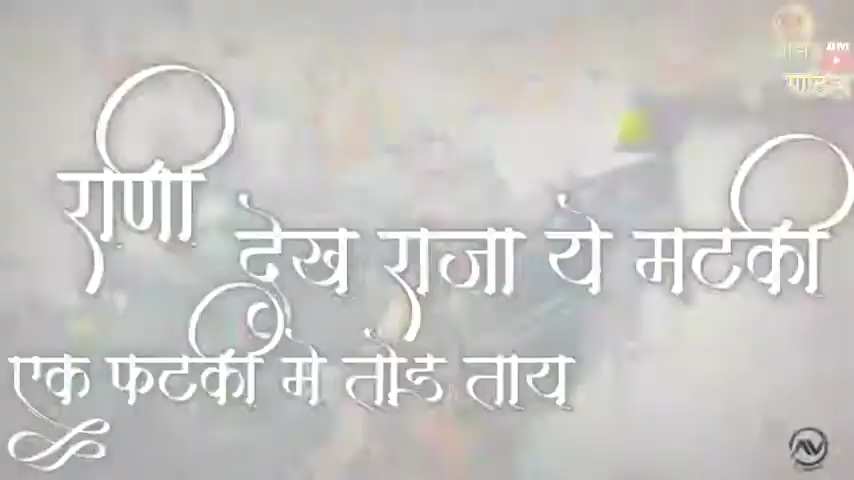 राणी
देख राजा ये मटकी
एक फटकी मे तोड ताय